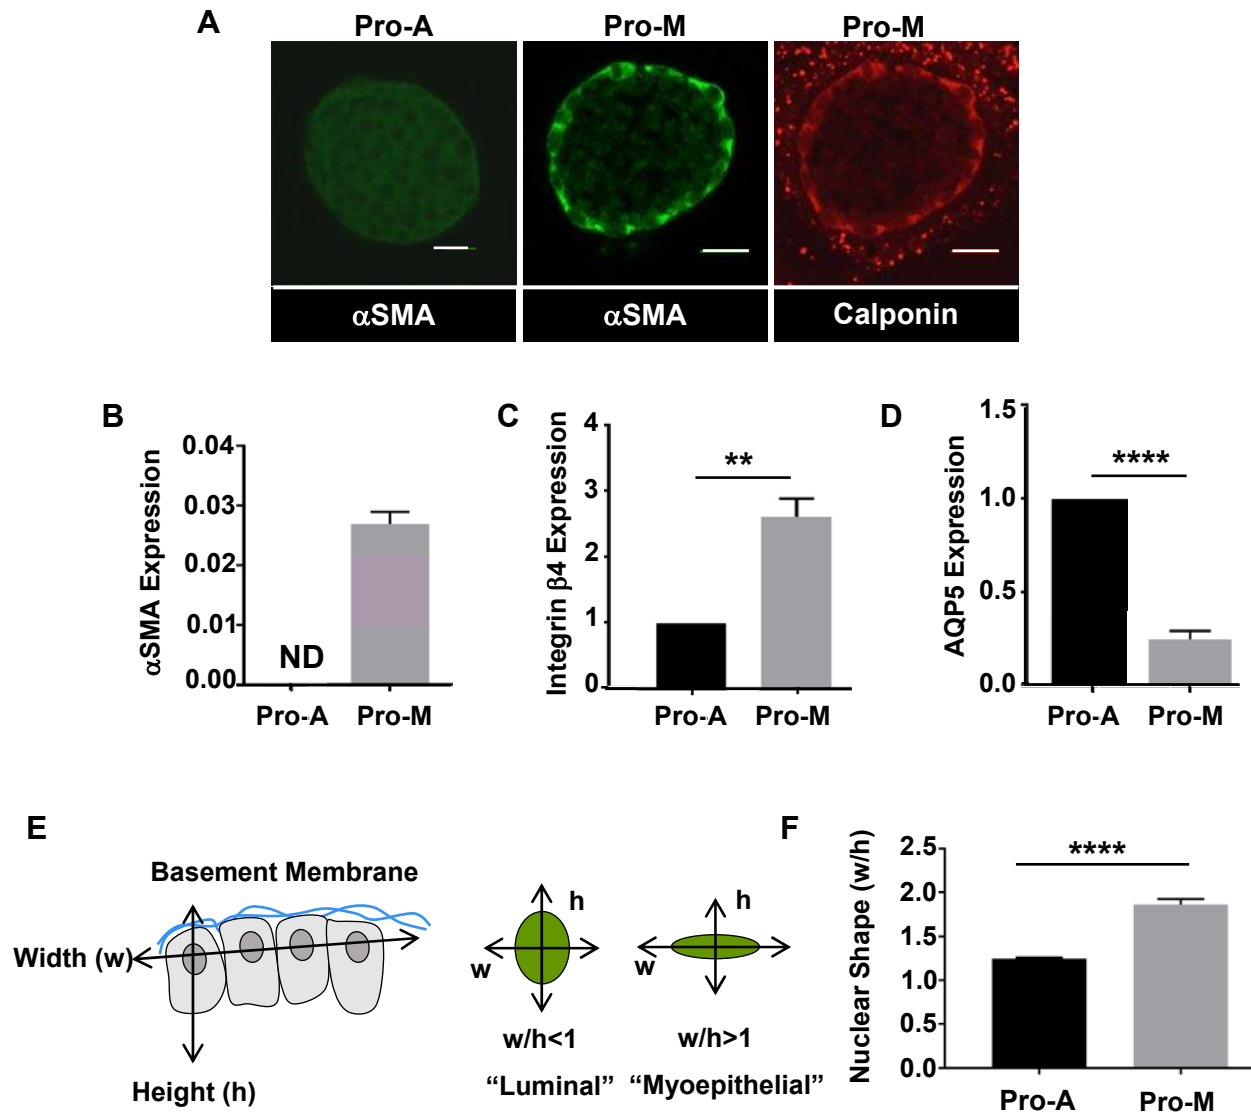 A
Pro-A
Pro-M
Pro-M
αSMA
αSMA
Calponin
B
αSMA Expression
0.04
0.03
0.02
0.01
0.00
ND
Pro-A
Pro-M
C
Integrin β4 Expression
4
3
2
1
0
**
Pro-A
Pro-M
D
AQP5 Expression
1.5
1.0
0.5
0.0
****
Pro-A
Pro-M
E
Basement Membrane
Width (w)
Height (h)
h
w
w/h<1
“Luminal”
h
w
w/h>1
“Myoepithelial”
F
Nuclear Shape (w/h)
2.5
2.0
1.5
1.0
0.5
0.0
****
Pro-A
Pro-M